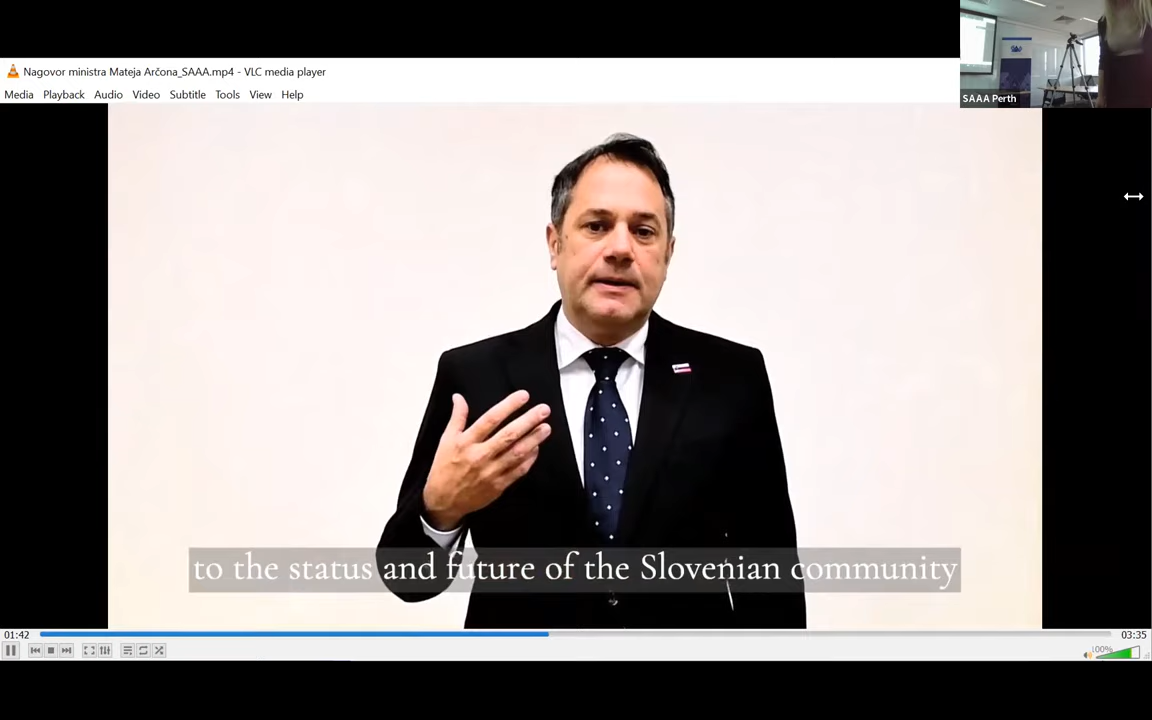 Nagovor ministra Mateja Arčona_SAAA.mp4 - VLC media player
Media Playback Audio Video Subtitle Tools View Help
SAAA Perth
to the status and future of the Slovenian community
01:42
03:35
100%